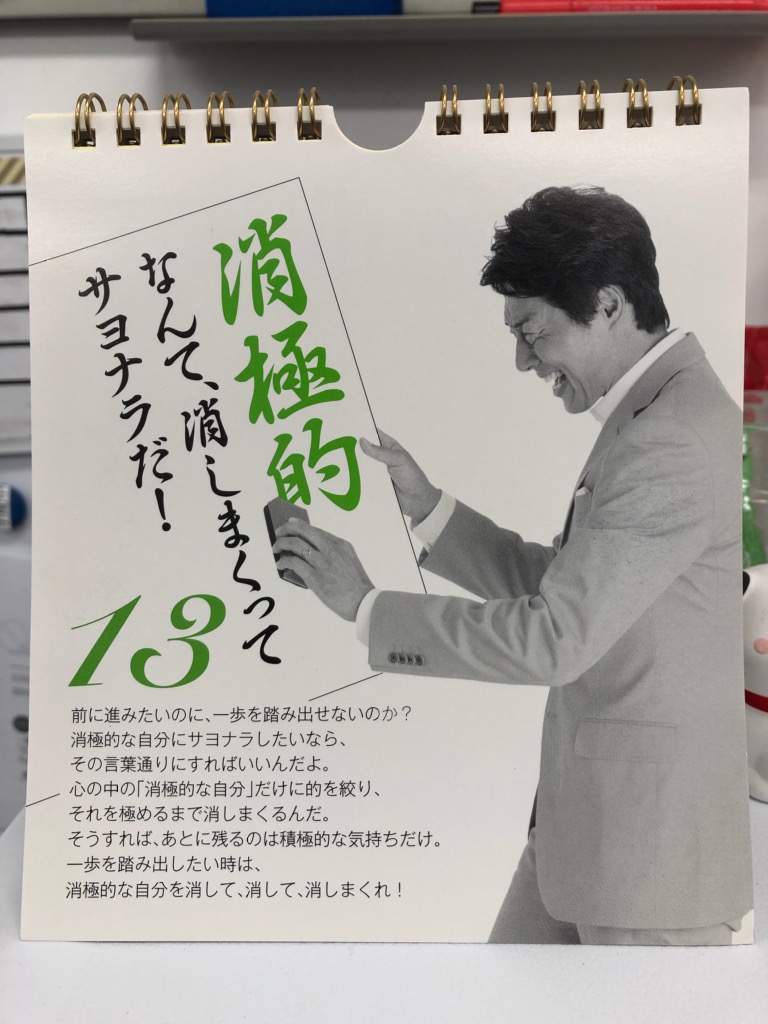 消極的
なんて、消しまくって
サヨナラだ！
13
前に進みたいのに、一歩を踏み出せないのか？
消極的な自分にサヨナラしたいなら、
その言葉通りにすればいいんだよ。
心の中の「消極的な自分」だけに的を絞り、
それを極めるまで消しまくるんだ。
そうすれば、あとに残るのは積極的な気持ちだけ。
一歩を踏み出したい時は、
消極的な自分を消して、消して、消しまくれ！